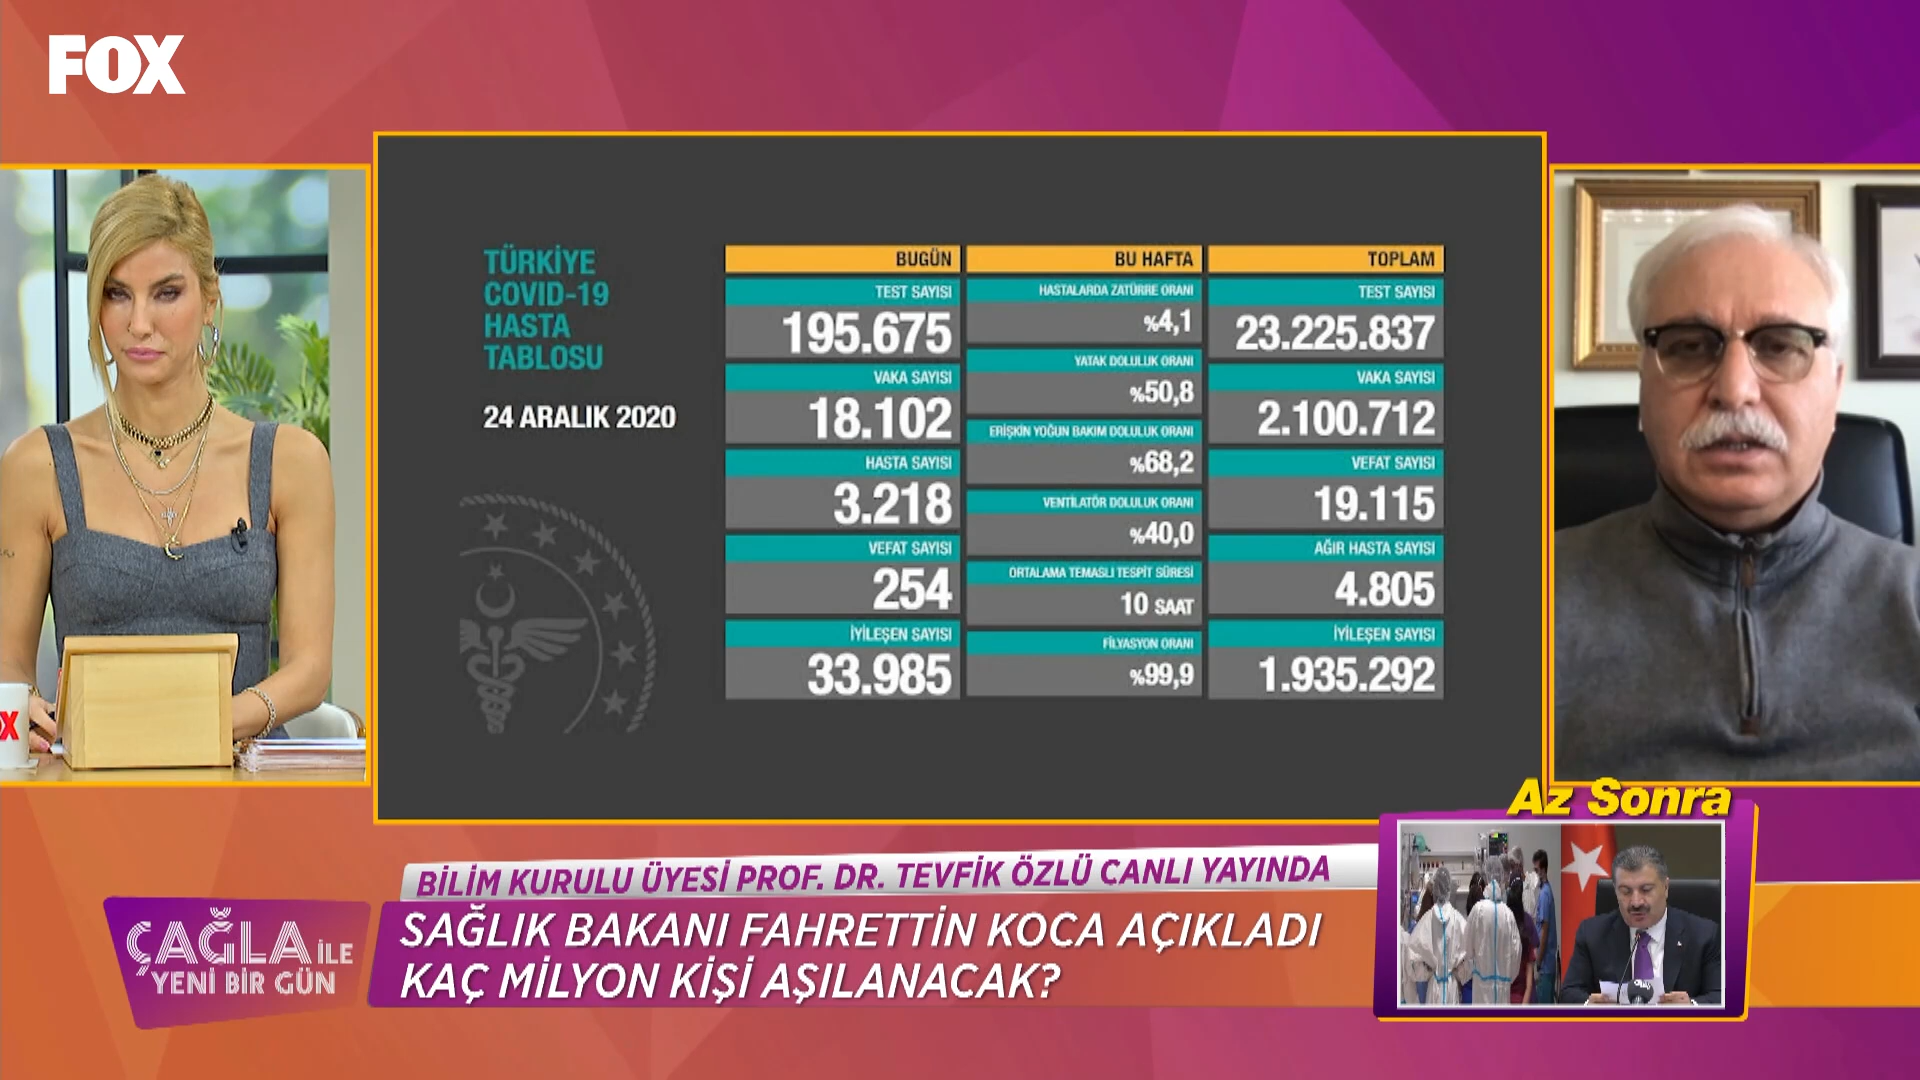 FOX
TÜRKİYE
COVID-19
HASTA
TABLOSU
24 ARALIK 2020
BUGÜN
TEST SAYISI
195.675
VAKA SAYISI
18.102
HASTA SAYISI
3.218
VEFAT SAYISI
254
İYİLEŞEN SAYISI
33.985
BU HAFTA
HASTALARDA ZATÜRRE ORANI
%4,1
YATAK DOLULUK ORANI
%50,8
ERİŞKİN YOĞUN BAKIM DOLULUK ORANI
%68,2
VENTİLATÖR DOLULUK ORANI
%40,0
ORTALAMA TEMASLI TESPİT SÜRESİ
10 SAAT
FİLYASYON ORANI
%99,9
TOPLAM
TEST SAYISI
23.225.837
VAKA SAYISI
2.100.712
VEFAT SAYISI
19.115
AĞIR HASTA SAYISI
4.805
İYİLEŞEN SAYISI
1.935.292
Az Sonra
BİLİM KURULU ÜYESİ PROF. DR. TEVFİK ÖZLÜ CANLI YAYINDA
SAĞLIK BAKANI FAHRETTİN KOCA AÇIKLADI
KAÇ MİLYON KİŞİ AŞILANACAK?
ÇAĞLA İLE
YENİ BİR GÜN